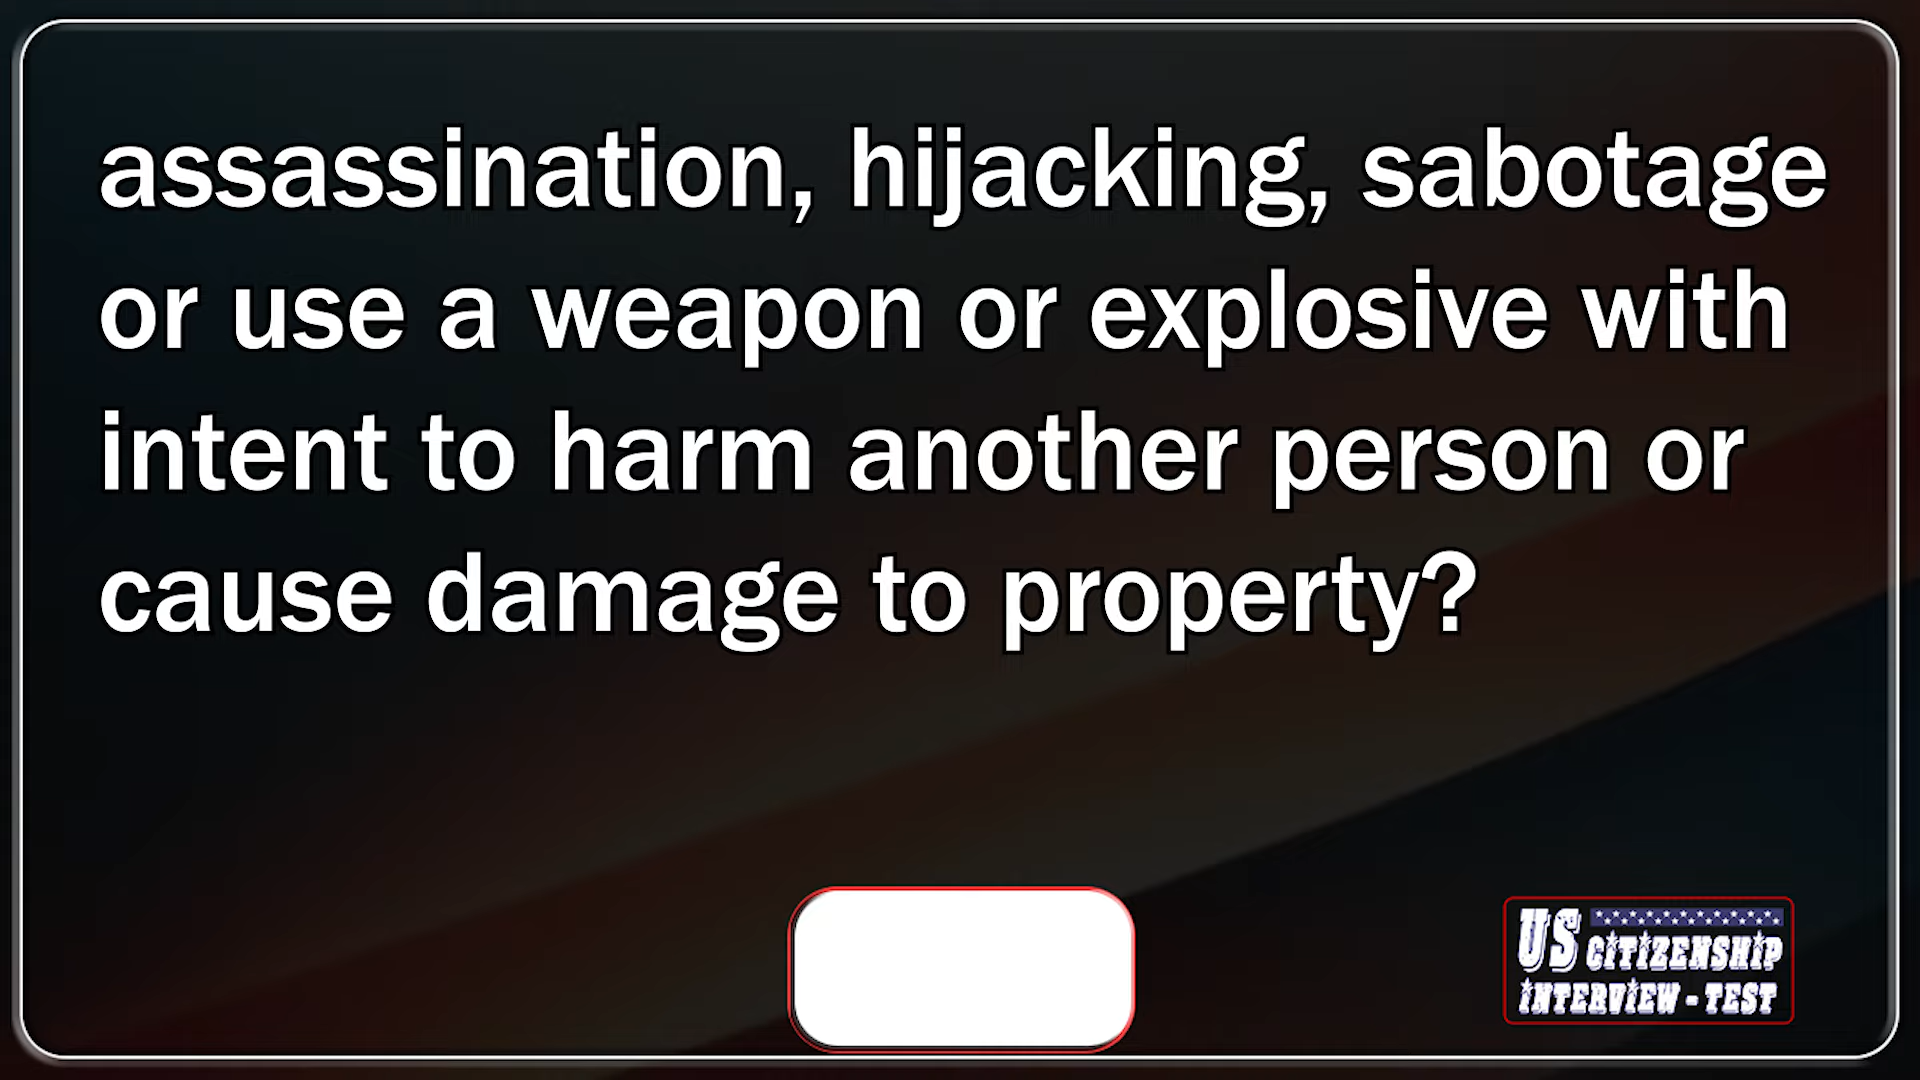 assassination, hijacking, sabotage
or use a weapon or explosive with
intent to harm another person or
cause damage to property?
US CITIZENSHIP
INTERVIEW - TEST